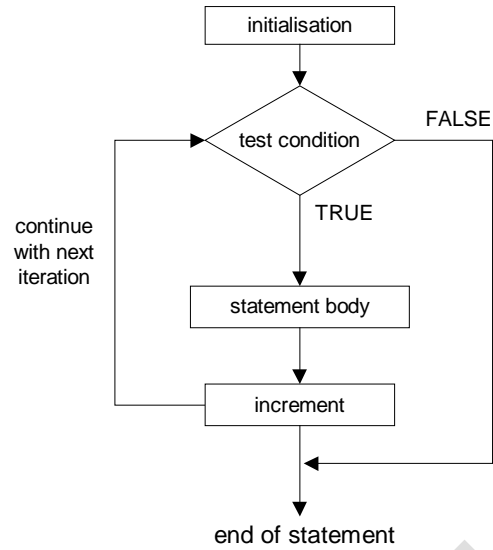 initialisation
test condition
FALSE
TRUE
continue
with next
iteration
statement body
increment
end of statement